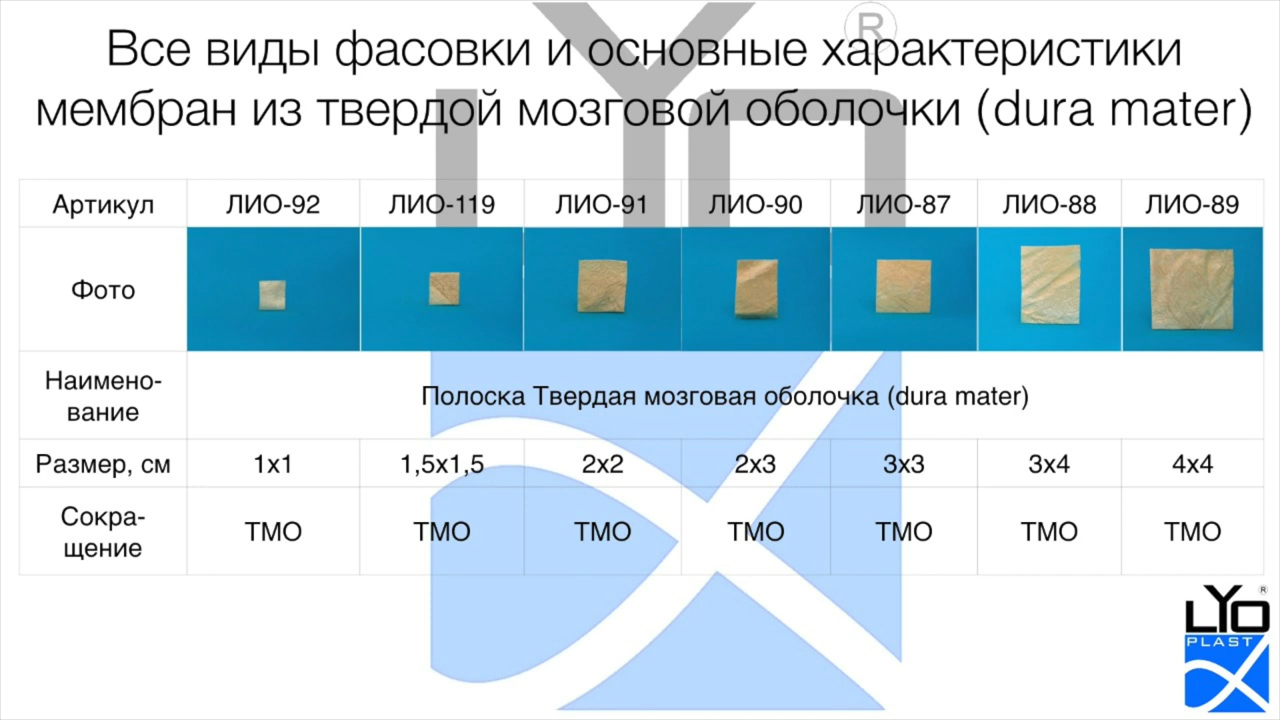 Все виды фасовки и основные характеристики
мембран из твердой мозговой оболочки (dura mater)
Артикул ЛИО-92 ЛИО-119 ЛИО-91 ЛИО-90 ЛИО-87 ЛИО-88 ЛИО-89
Фото
Наимено-
вание
Полоска Твердая мозговая оболочка (dura mater)
Размер, см 1x1 1,5x1,5 2x2 2x3 3x3 3x4 4x4
Сокра-
щение
ТМО ТМО ТМО ТМО ТМО ТМО ТМО
LYO ®
PLAST
LYO ®